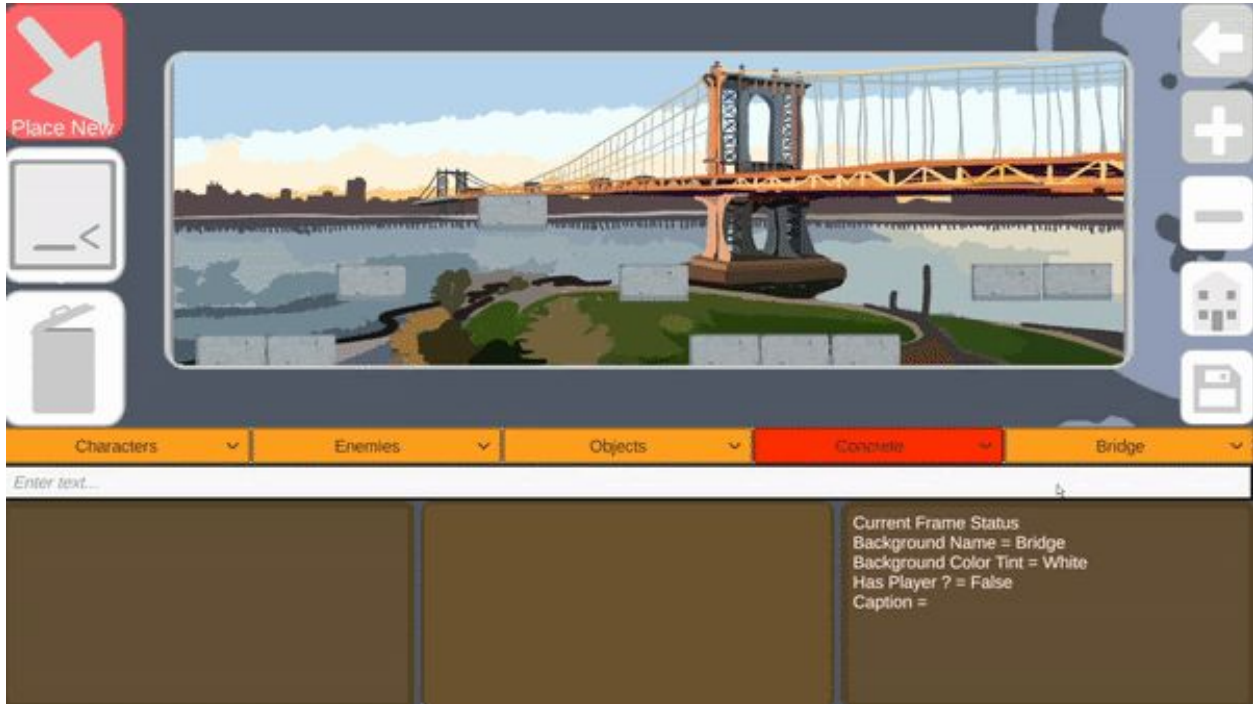 Place New
_<
Characters
Enemies
Objects
Concrete
Bridge
Enter text...
Current Frame Status
Background Name = Bridge
Background Color Tint = White
Has Player ? = False
Caption =